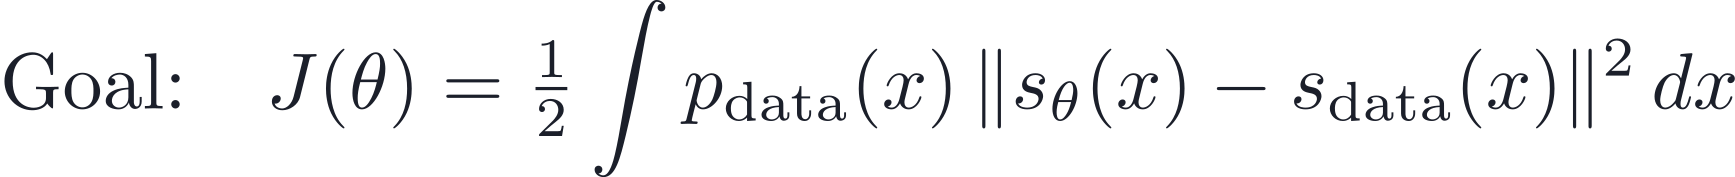 Goal: J(θ) = ½ ∫ p_data(x) ‖s_θ(x) − s_data(x)‖² dx